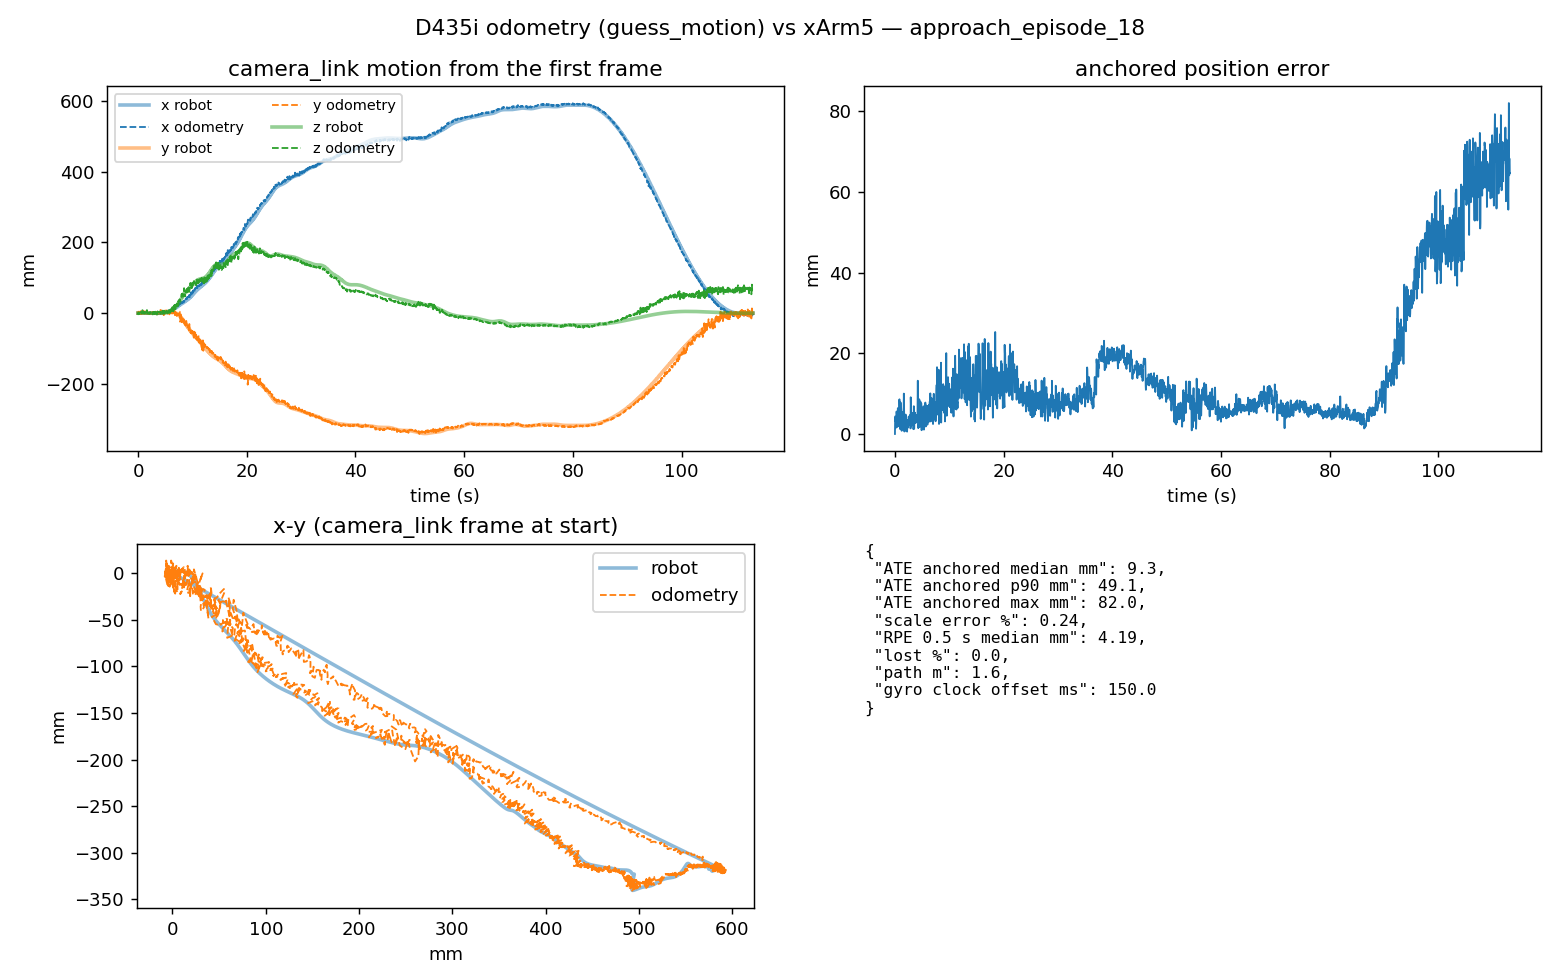 D435i odometry (guess_motion) vs xArm5 — approach_episode_18
camera_link motion from the first frame
x robot
x odometry
y robot
y odometry
z robot
z odometry
600
400
200
0
−200
mm
0
20
40
60
80
100
time (s)
anchored position error
80
60
40
20
0
mm
0
20
40
60
80
100
time (s)
x-y (camera_link frame at start)
robot
odometry
0
−50
−100
−150
−200
−250
−300
−350
mm
0
100
200
300
400
500
600
mm
{
"ATE anchored median mm": 9.3,
"ATE anchored p90 mm": 49.1,
"ATE anchored max mm": 82.0,
"scale error %": 0.24,
"RPE 0.5 s median mm": 4.19,
"lost %": 0.0,
"path m": 1.6,
"gyro clock offset ms": 150.0
}